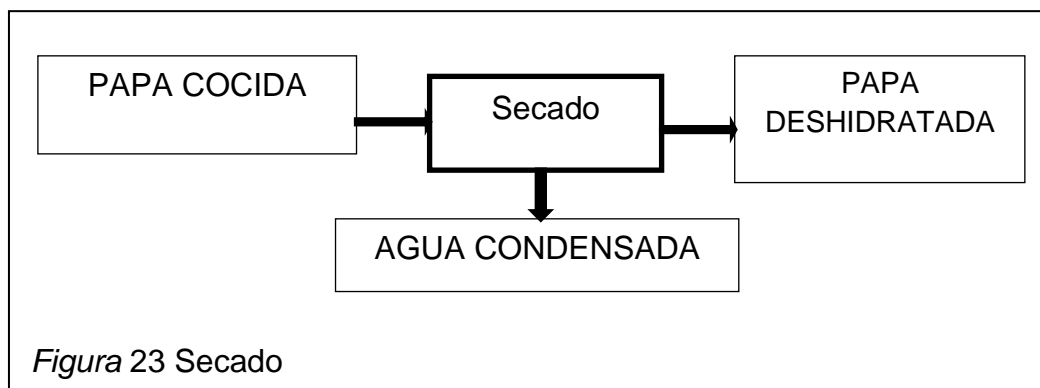 PAPA COCIDA
Secado
PAPA
DESHIDRATADA
AGUA CONDENSADA
Figura 23 Secado